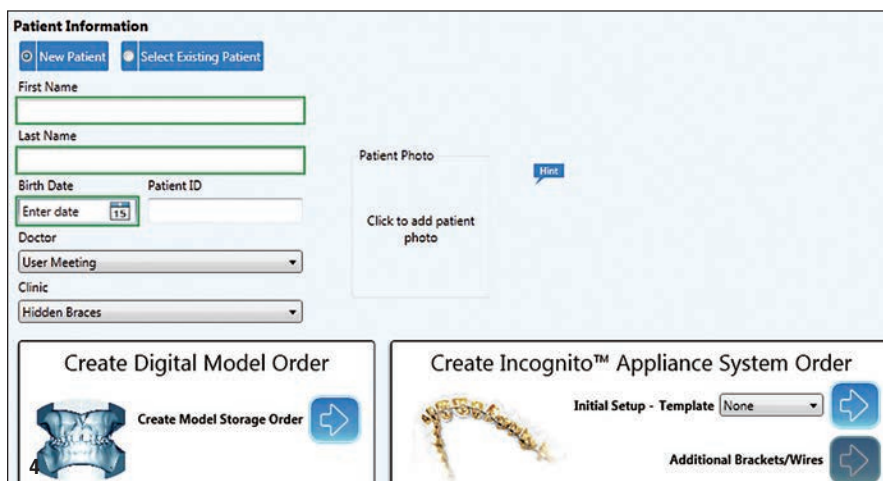 Patient Information
New Patient
Select Existing Patient
First Name
Last Name
Birth Date
Patient ID
Enter date
15
Doctor
User Meeting
Clinic
Hidden Braces
Patient Photo
Click to add patient
photo
Hint
Create Digital Model Order
Create Model Storage Order
4
Create Incognito™ Appliance System Order
Initial Setup - Template
None
Additional Brackets/Wires